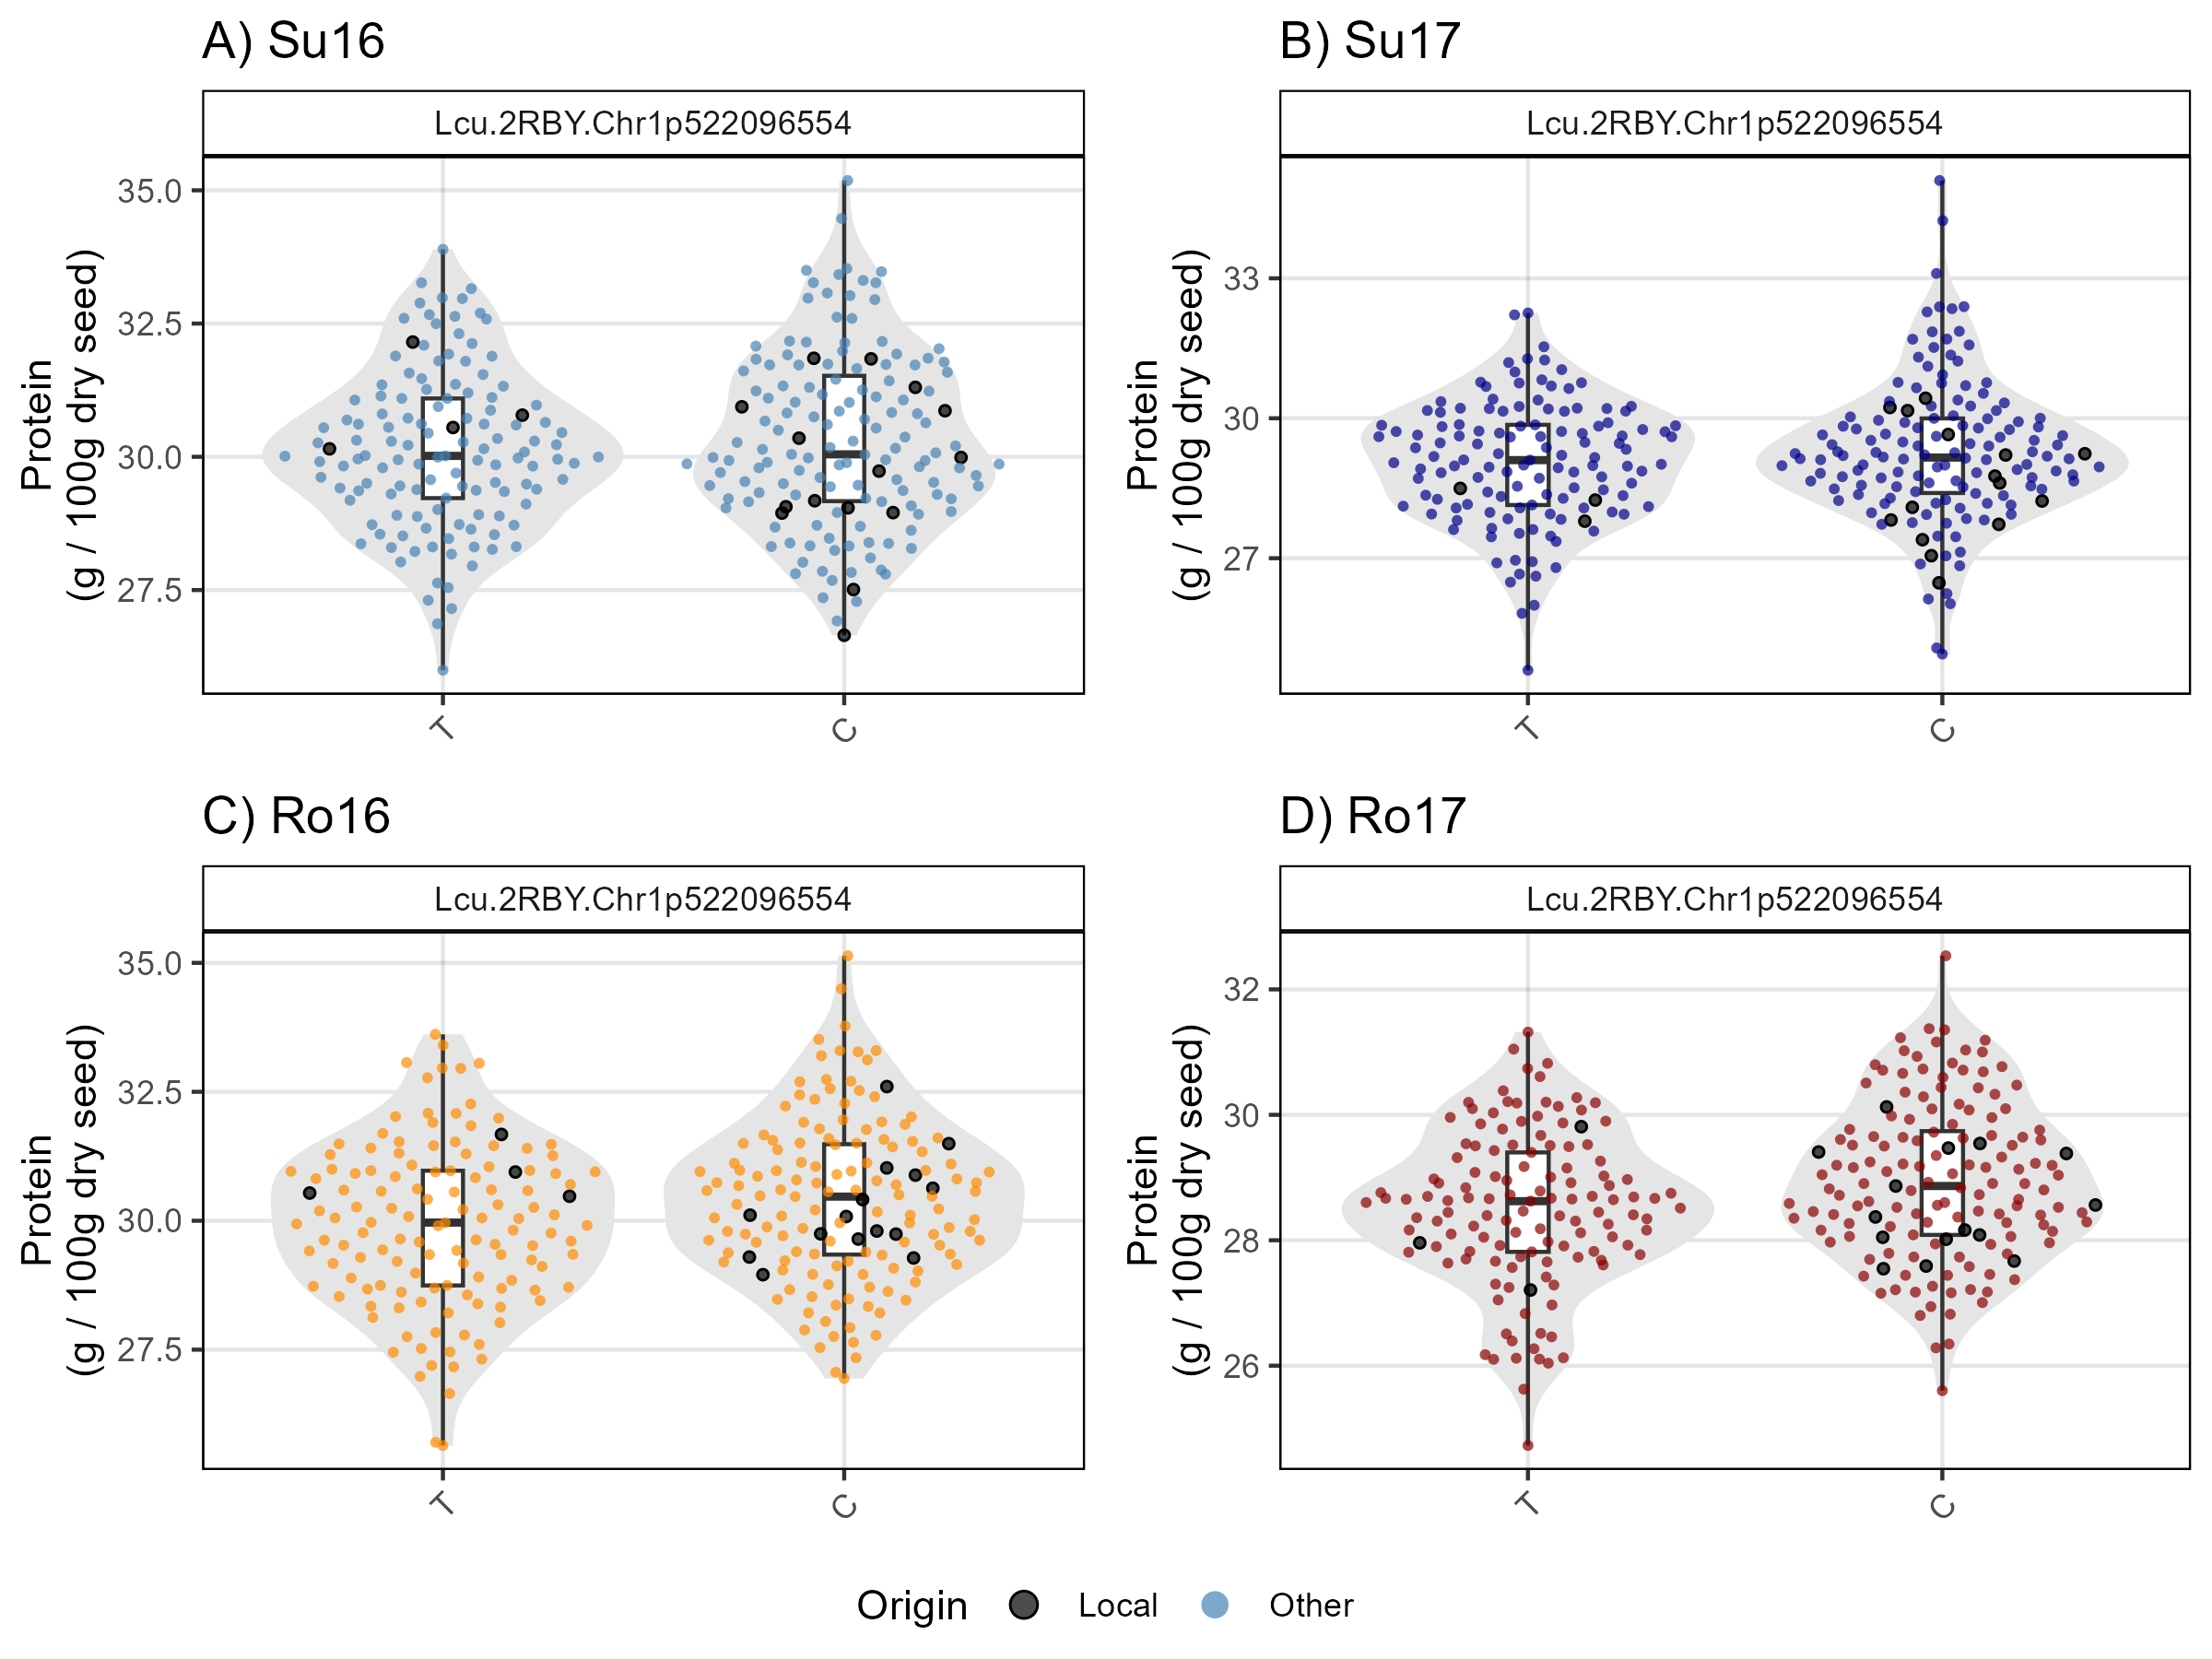 A) Su16
Lcu.2RBY.Chr1p522096554
Protein
(g / 100g dry seed)
35.0
32.5
30.0
27.5
T
C
B) Su17
Lcu.2RBY.Chr1p522096554
Protein
(g / 100g dry seed)
33
30
27
T
C
C) Ro16
Lcu.2RBY.Chr1p522096554
Protein
(g / 100g dry seed)
35.0
32.5
30.0
27.5
T
C
D) Ro17
Lcu.2RBY.Chr1p522096554
Protein
(g / 100g dry seed)
32
30
28
26
T
C
Origin Local Other